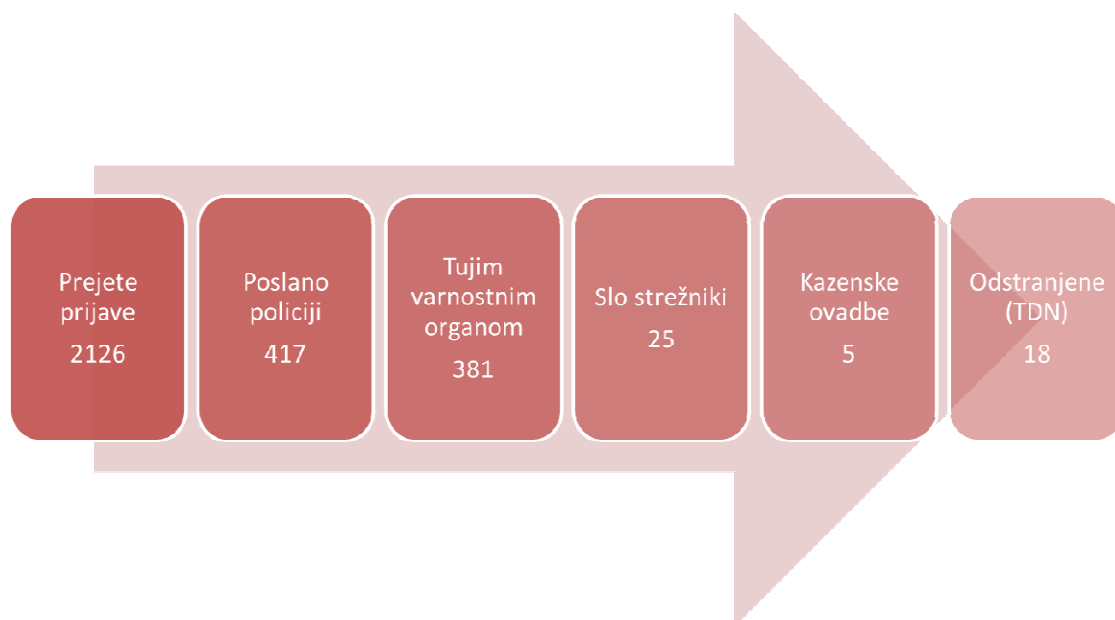 Prejete
prijave
2126
Poslano
policiji
417
Tujim
varnostnim
organom
381
Slo strežniki
25
Kazenske
ovadbe
5
Odstranjene
(TDN)
18